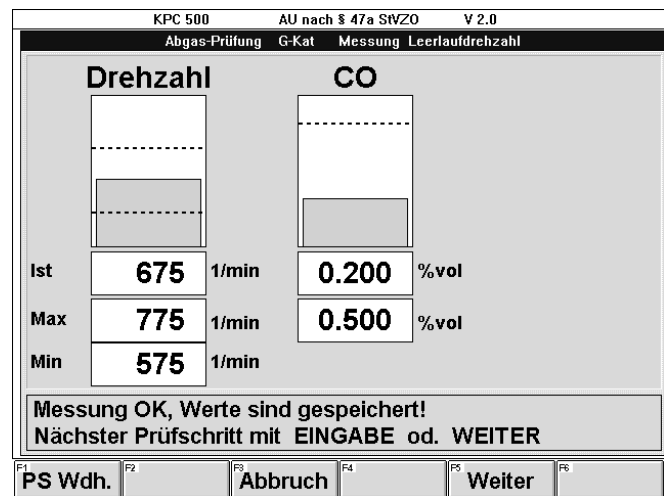 KPC 500 AU nach § 47a StVZO V 2.0
Abgas-Prüfung G-Kat Messung Leerlaufdrehzahl
Drehzahl CO
Ist 675 1/min 0.200 %vol
Max 775 1/min 0.500 %vol
Min 575 1/min
Messung OK, Werte sind gespeichert!
Nächster Prüfschritt mit EINGABE od. WEITER
F1 PS Wdh. F2 F3 Abbruch F4 F5 Weiter F6